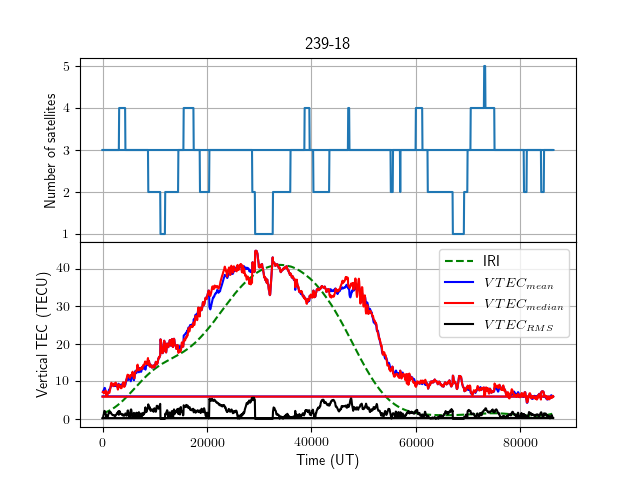 239-18
Number of satellites
5
4
3
2
1
Vertical TEC (TECU)
40
30
20
10
0
IRI
VTEC_mean
VTEC_median
VTEC_RMS
0
20000
40000
60000
80000
Time (UT)